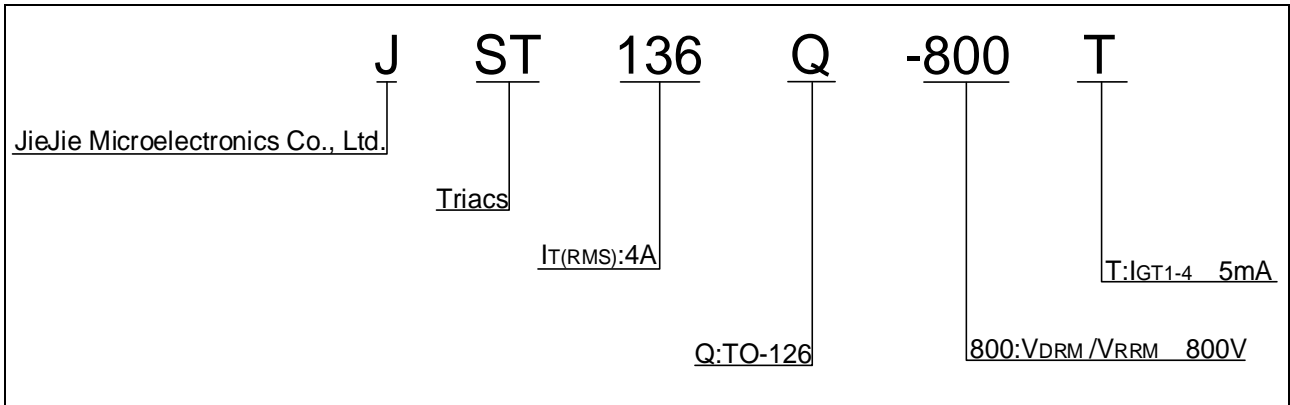 J ST 136 Q -800 T
JieJie Microelectronics Co., Ltd.
Triacs
IT(RMS):4A
T:IGT1-4 5mA
Q:TO-126
800:VDRM /VRRM 800V